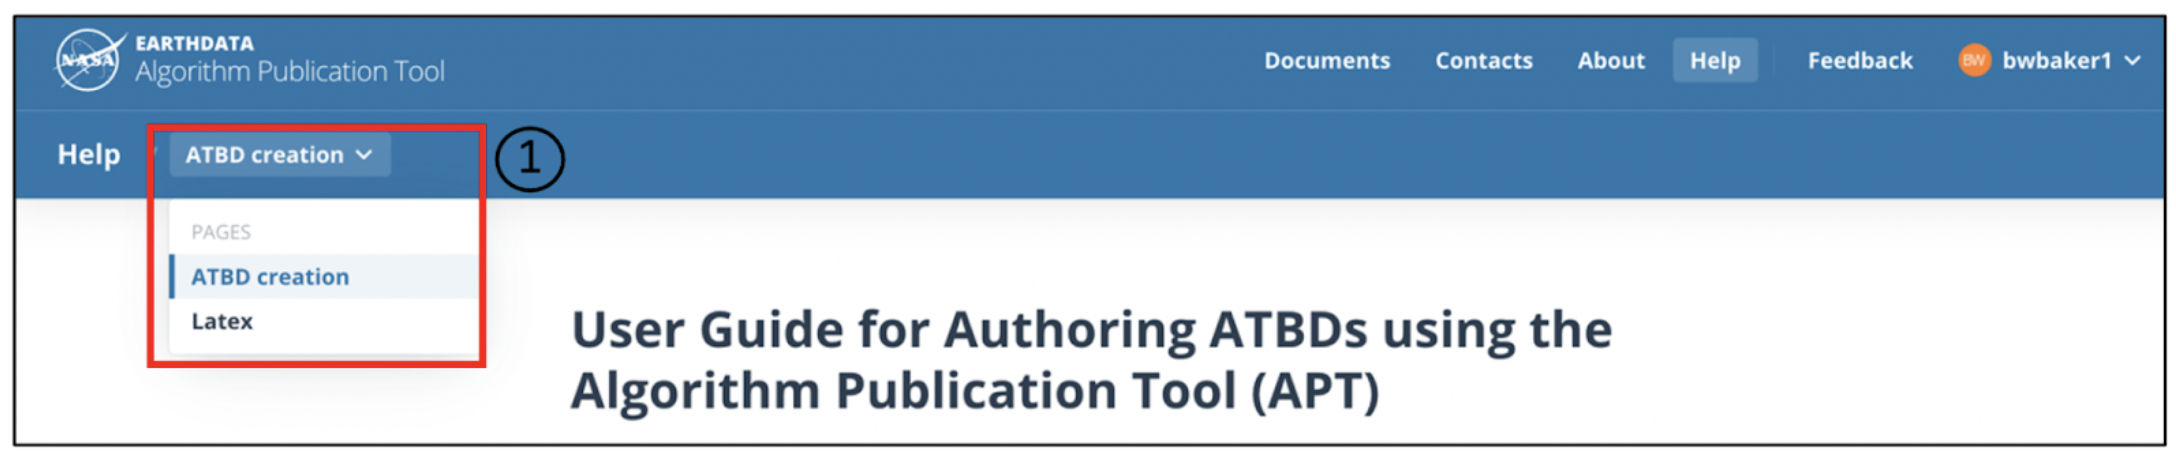 NASA
EARTHDATA
Algorithm Publication Tool
Documents Contacts About Help Feedback BW bwbaker1
Help ATBD creation
1
PAGES
ATBD creation
Latex
User Guide for Authoring ATBDs using the
Algorithm Publication Tool (APT)